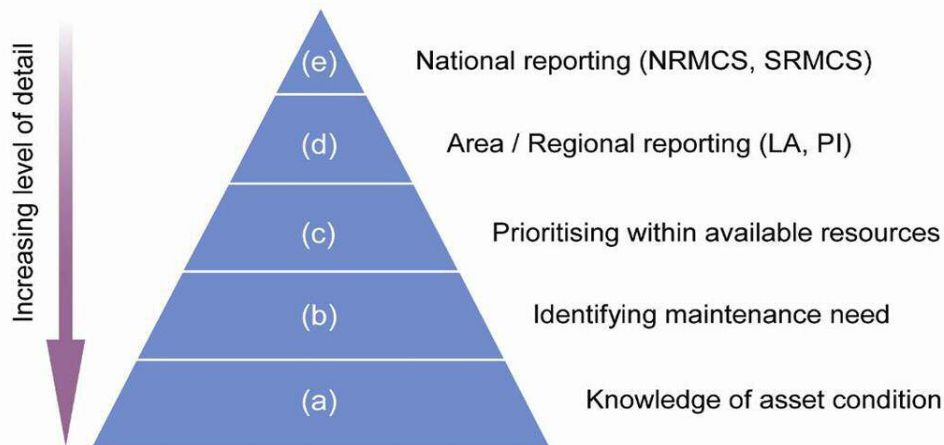 Increasing level of detail
(e)
National reporting (NRMCS, SRMCS)
(d)
Area / Regional reporting (LA, PI)
(c)
Prioritising within available resources
(b)
Identifying maintenance need
(a)
Knowledge of asset condition